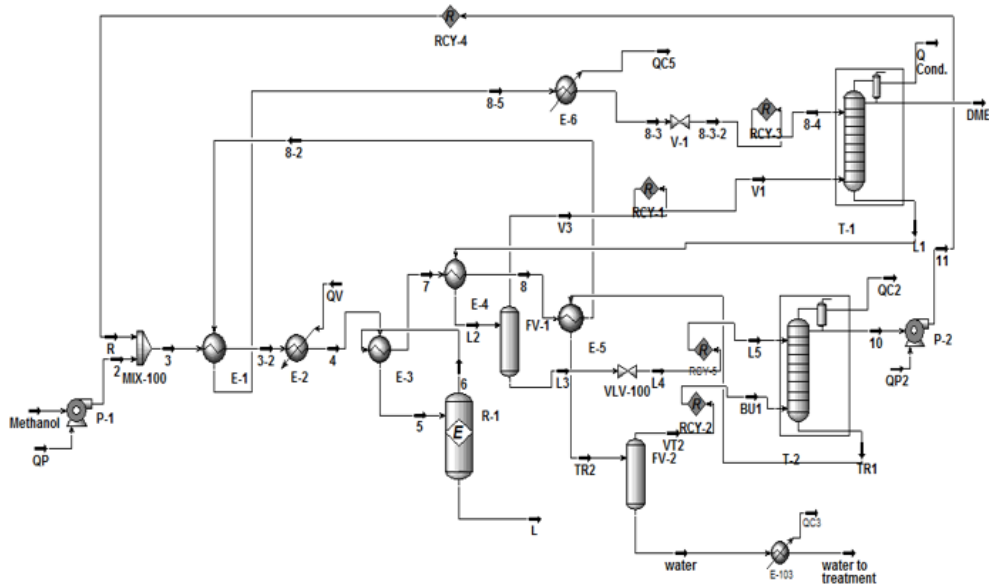 R
RCY-4
QC5
Q
Cond.
8-5
E-6
8-3
V-1
8-3-2
R
RCY-3
8-4
DME
8-2
R
RCY-1
V1
V3
T-1
L1
11
7
8
E-4
QV
L2
FV-1
E-5
QC2
R
2
MIX-100
3
E-1
3-2
E-2
4
E-3
6
L3
VLV-100
L4
R
RCY-5
L5
10
P-2
QP2
Methanol
P-1
QP
5
E
R-1
R
RCY-2
BU1
VT2
FV-2
TR2
T-2
TR1
L
QC3
water
E-103
water to
treatment